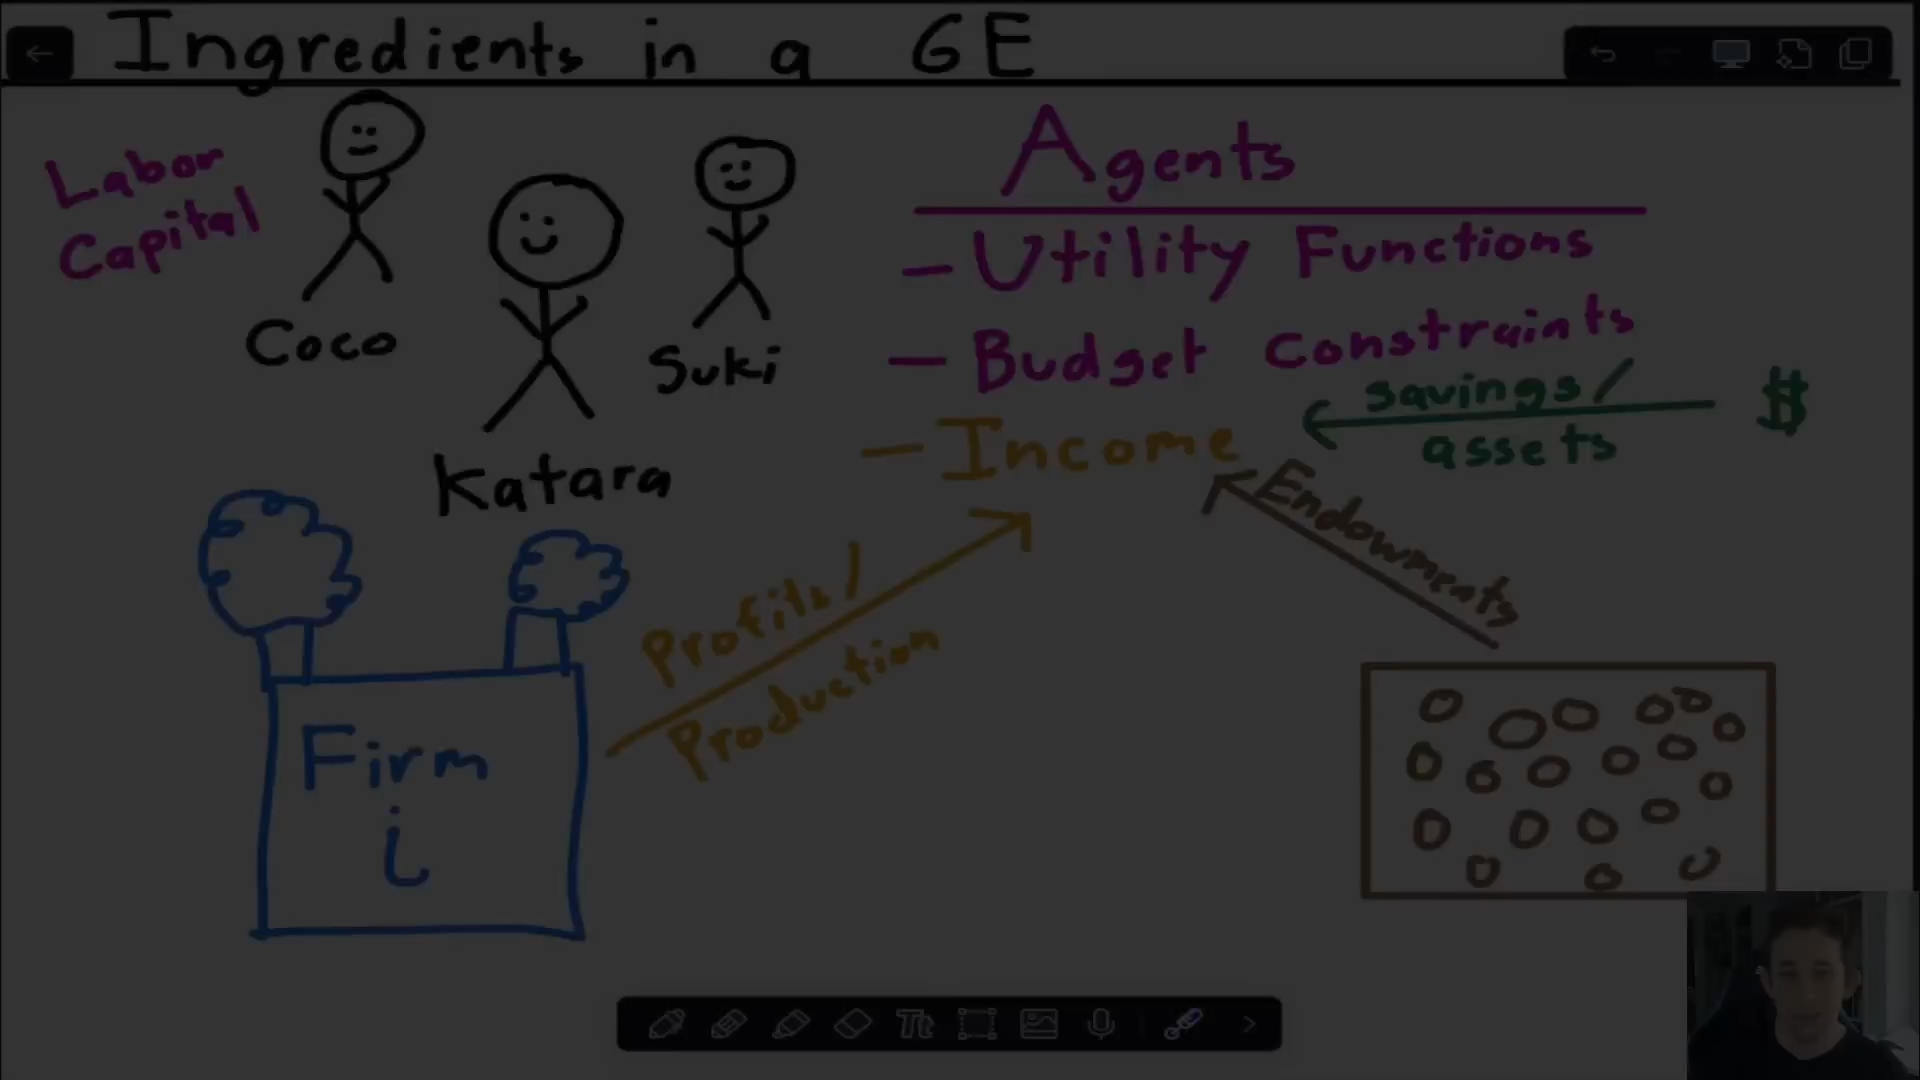 Ingredients in a GE
Labor
Capital
Coco
Katara
Suki
Agents
- Utility Functions
- Budget Constraints
- Income
savings/
assets
$
Endowments
Profits/
Production
Firm
i
Tt